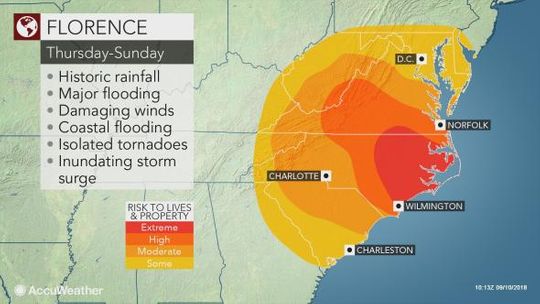 FLORENCE
Thursday-Sunday
• Historic rainfall
• Major flooding
• Damaging winds
• Coastal flooding
• Isolated tornadoes
• Inundating storm
surge
D.C.
NORFOLK
CHARLOTTE
WILMINGTON
CHARLESTON
RISK TO LIVES
& PROPERTY
Extreme
High
Moderate
Some
AccuWeather
10:13Z 09/10/2018